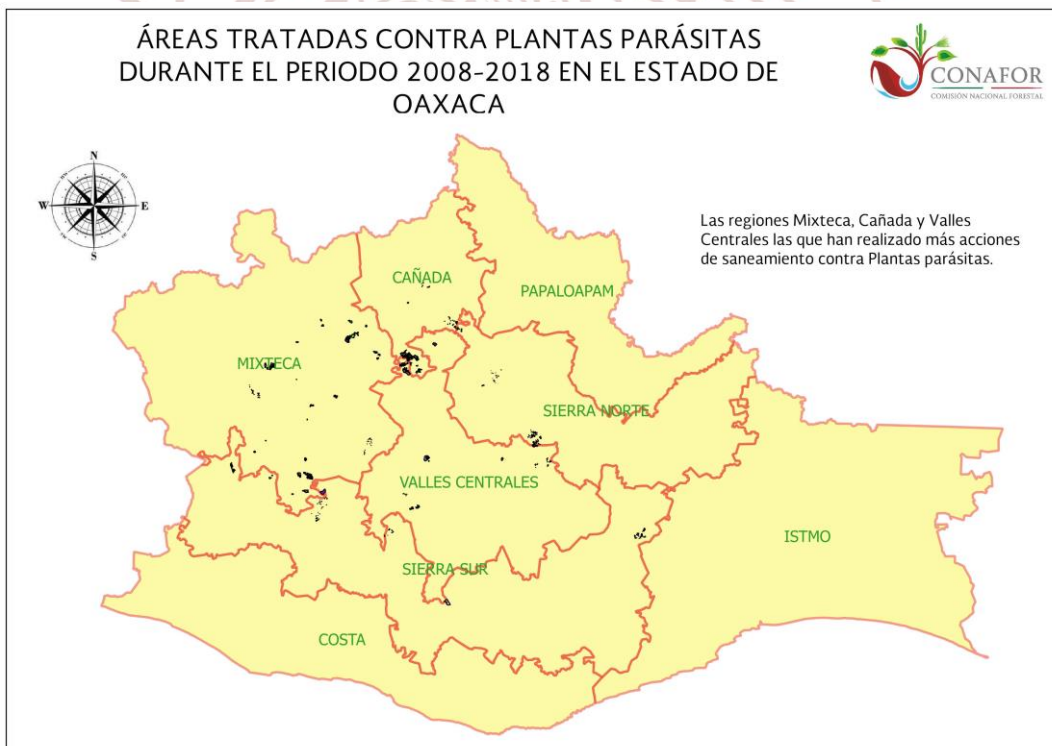 ÁREAS TRATADAS CONTRA PLANTAS PARÁSITAS
DURANTE EL PERIODO 2008-2018 EN EL ESTADO DE
OAXACA
CONAFOR
COMISIÓN NACIONAL FORESTAL
N
W
E
S
Las regiones Mixteca, Cañada y Valles
Centrales las que han realizado más acciones
de saneamiento contra Plantas parásitas.
CAÑADA
PAPALOAPAM
MIXTECA
SIERRA NORTE
VALLES CENTRALES
ISTMO
SIERRA SUR
COSTA